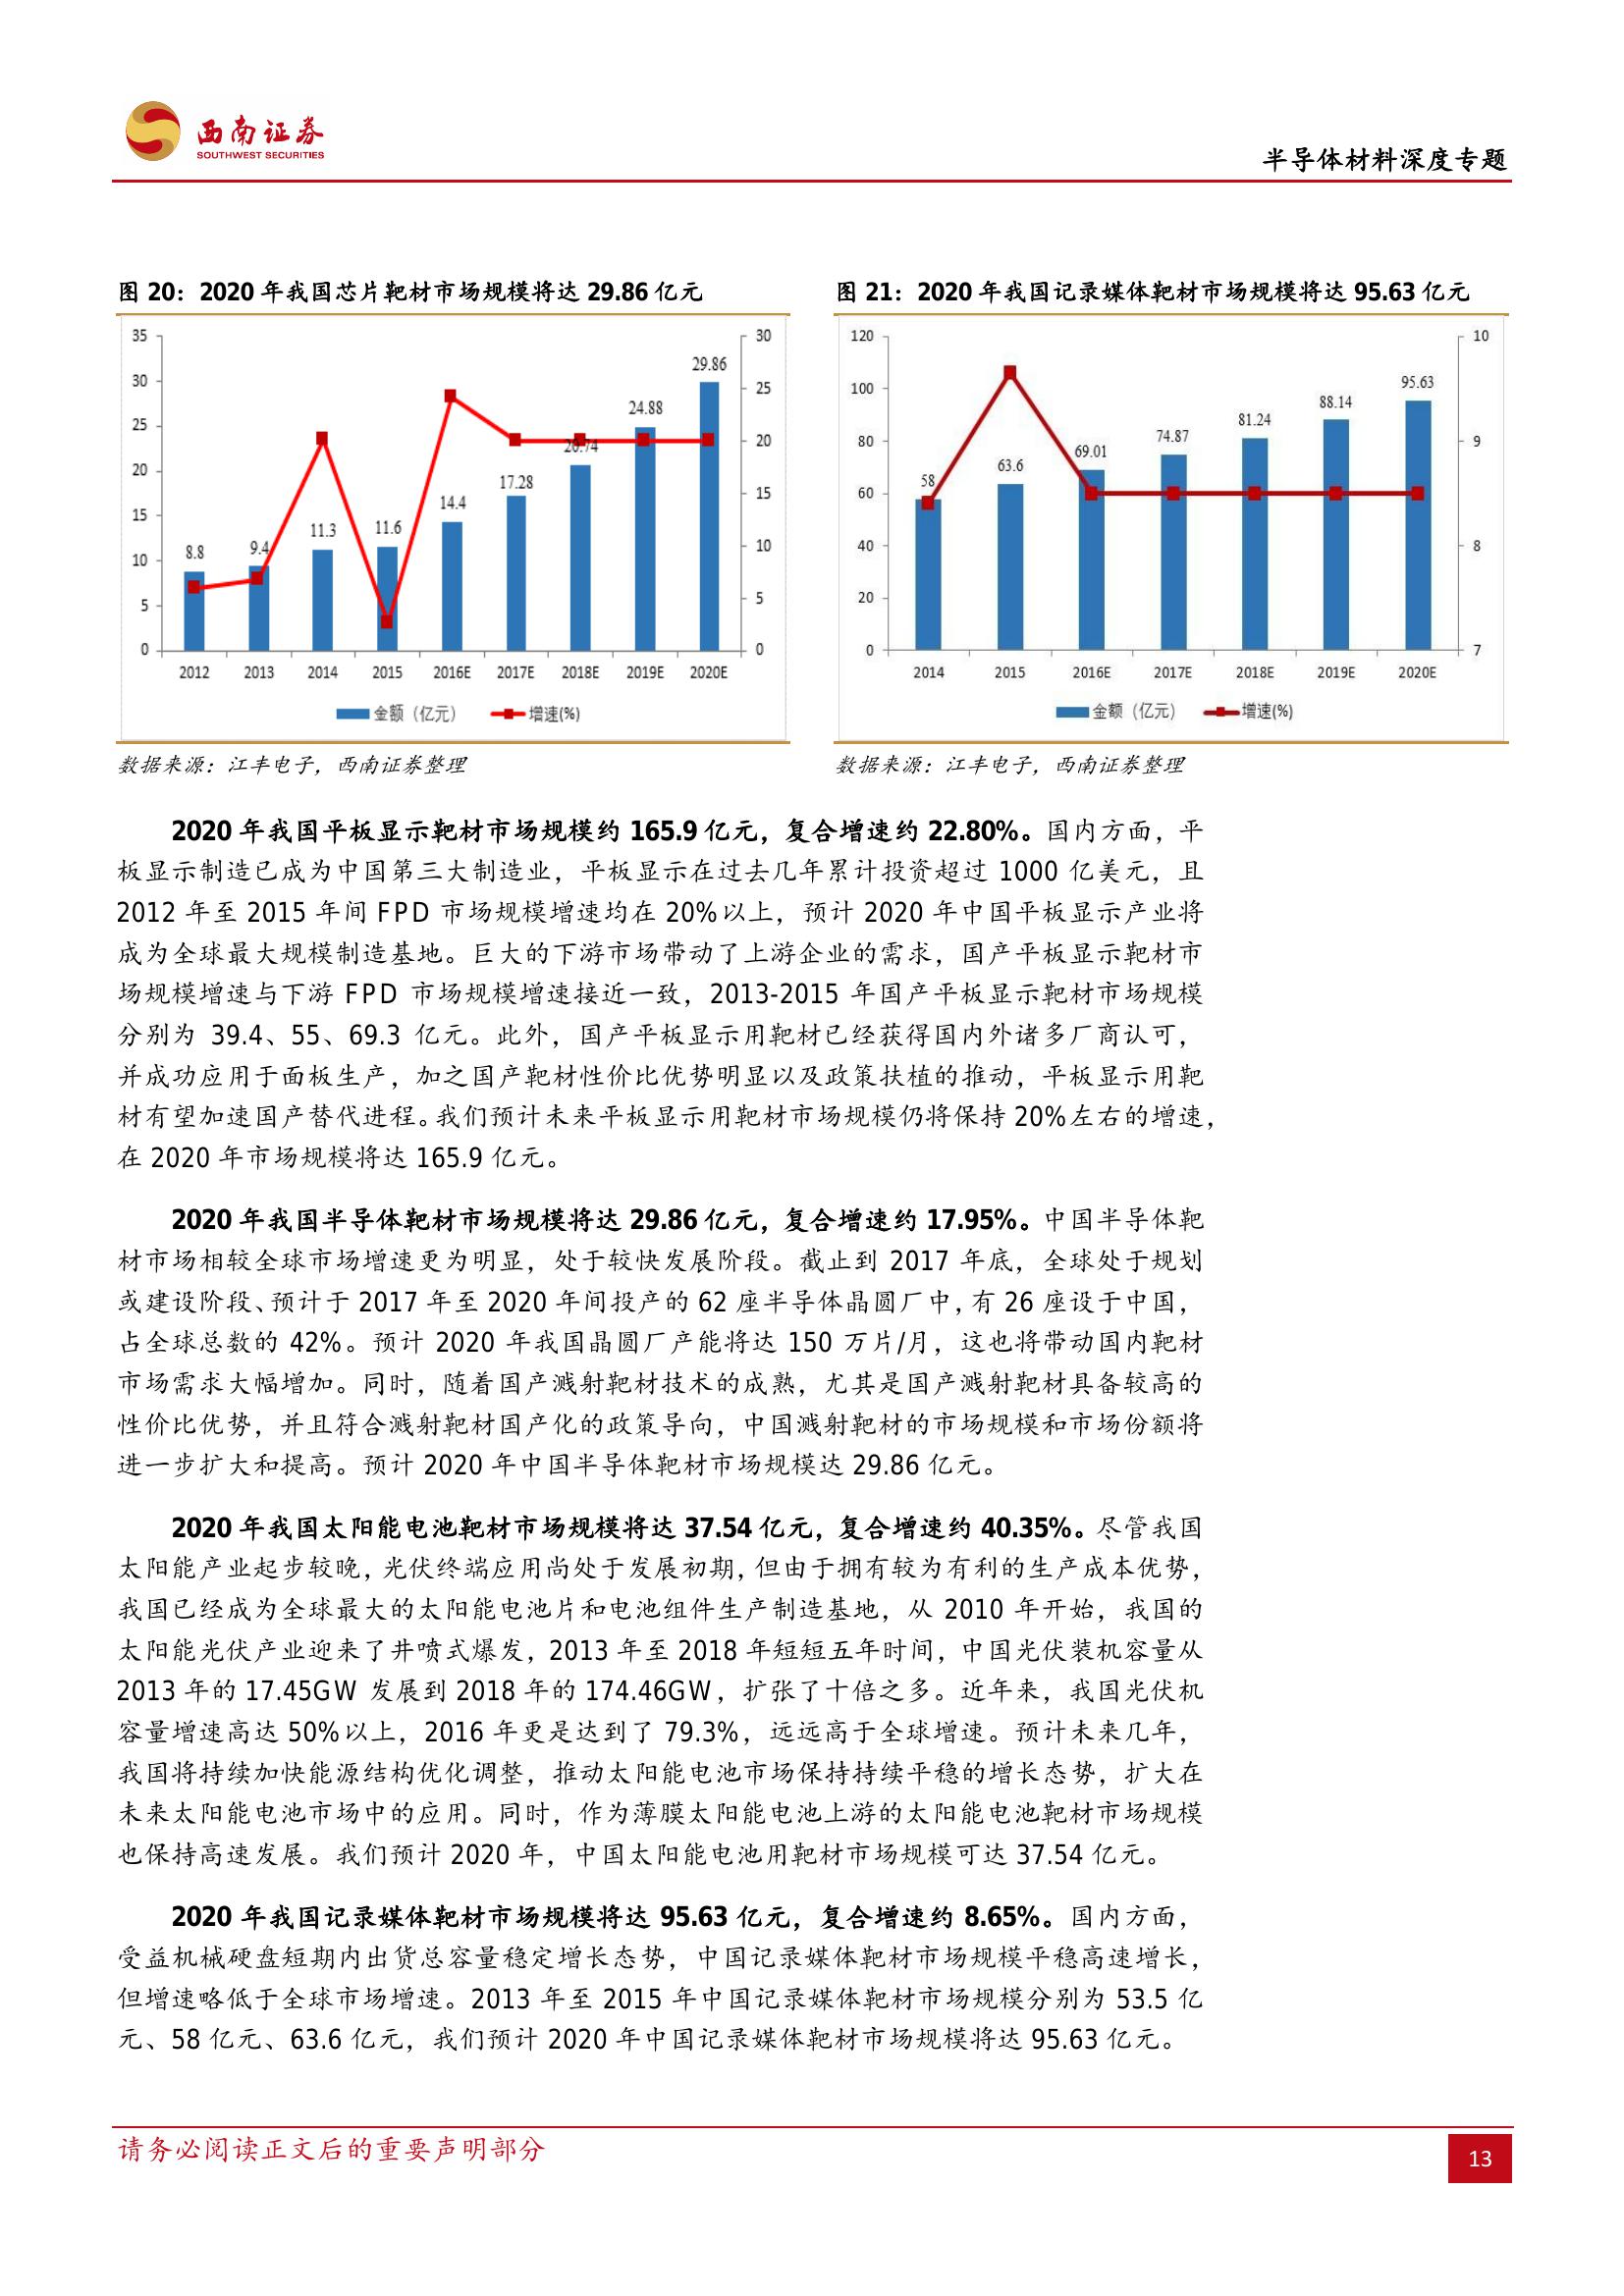 西南证券
SOUTHWEST SECURITIES
半导体材料深度专题
图 20：2020 年我国芯片靶材市场规模将达 29.86 亿元
35
30
25
20
15
10
5
0
30
25
20
15
10
5
0
8.8
9.4
11.3
11.6
14.4
17.28
20.74
24.88
29.86
2012 2013 2014 2015 2016E 2017E 2018E 2019E 2020E
金额（亿元） 增速(%)
数据来源：江丰电子，西南证券整理
图 21：2020 年我国记录媒体靶材市场规模将达 95.63 亿元
120
100
80
60
40
20
0
10
9
8
7
58
63.6
69.01
74.87
81.24
88.14
95.63
2014 2015 2016E 2017E 2018E 2019E 2020E
金额（亿元） 增速(%)
数据来源：江丰电子，西南证券整理
2020 年我国平板显示靶材市场规模约 165.9 亿元，复合增速约 22.80%。国内方面，平
板显示制造已成为中国第三大制造业，平板显示在过去几年累计投资超过 1000 亿美元，且
2012 年至 2015 年间 FPD 市场规模增速均在 20%以上，预计 2020 年中国平板显示产业将
成为全球最大规模制造基地。巨大的下游市场带动了上游企业的需求，国产平板显示靶材市
场规模增速与下游 FPD 市场规模增速接近一致，2013-2015 年国产平板显示靶材市场规模
分别为 39.4、55、69.3 亿元。此外，国产平板显示用靶材已经获得国内外诸多厂商认可，
并成功应用于面板生产，加之国产靶材性价比优势明显以及政策扶植的推动，平板显示用靶
材有望加速国产替代进程。我们预计未来平板显示用靶材市场规模仍将保持 20%左右的增速，
在 2020 年市场规模将达 165.9 亿元。
2020 年我国半导体靶材市场规模将达 29.86 亿元，复合增速约 17.95%。中国半导体靶
材市场相较全球市场增速更为明显，处于较快发展阶段。截止到 2017 年底，全球处于规划
或建设阶段、预计于 2017 年至 2020 年间投产的 62 座半导体晶圆厂中，有 26 座设于中国，
占全球总数的 42%。预计 2020 年我国晶圆厂产能将达 150 万片/月，这也将带动国内靶材
市场需求大幅增加。同时，随着国产溅射靶材技术的成熟，尤其是国产溅射靶材具备较高的
性价比优势，并且符合溅射靶材国产化的政策导向，中国溅射靶材的市场规模和市场份额将
进一步扩大和提高。预计 2020 年中国半导体靶材市场规模达 29.86 亿元。
2020 年我国太阳能电池靶材市场规模将达 37.54 亿元，复合增速约 40.35%。尽管我国
太阳能产业起步较晚，光伏终端应用尚处于发展初期，但由于拥有较为有利的生产成本优势，
我国已经成为全球最大的太阳能电池片和电池组件生产制造基地，从 2010 年开始，我国的
太阳能光伏产业迎来了井喷式爆发，2013 年至 2018 年短短五年时间，中国光伏装机容量从
2013 年的 17.45GW 发展到 2018 年的 174.46GW，扩张了十倍之多。近年来，我国光伏机
容量增速高达 50%以上，2016 年更是达到了 79.3%，远远高于全球增速。预计未来几年，
我国将持续加快能源结构优化调整，推动太阳能电池市场保持持续平稳的增长态势，扩大在
未来太阳能电池市场中的应用。同时，作为薄膜太阳能电池上游的太阳能电池靶材市场规模
也保持高速发展。我们预计 2020 年，中国太阳能电池用靶材市场规模可达 37.54 亿元。
2020 年我国记录媒体靶材市场规模将达 95.63 亿元，复合增速约 8.65%。国内方面，
受益机械硬盘短期内出货总容量稳定增长态势，中国记录媒体靶材市场规模平稳高速增长，
但增速略低于全球市场增速。2013 年至 2015 年中国记录媒体靶材市场规模分别为 53.5 亿
元、58 亿元、63.6 亿元，我们预计 2020 年中国记录媒体靶材市场规模将达 95.63 亿元。
请务必阅读正文后的重要声明部分
13